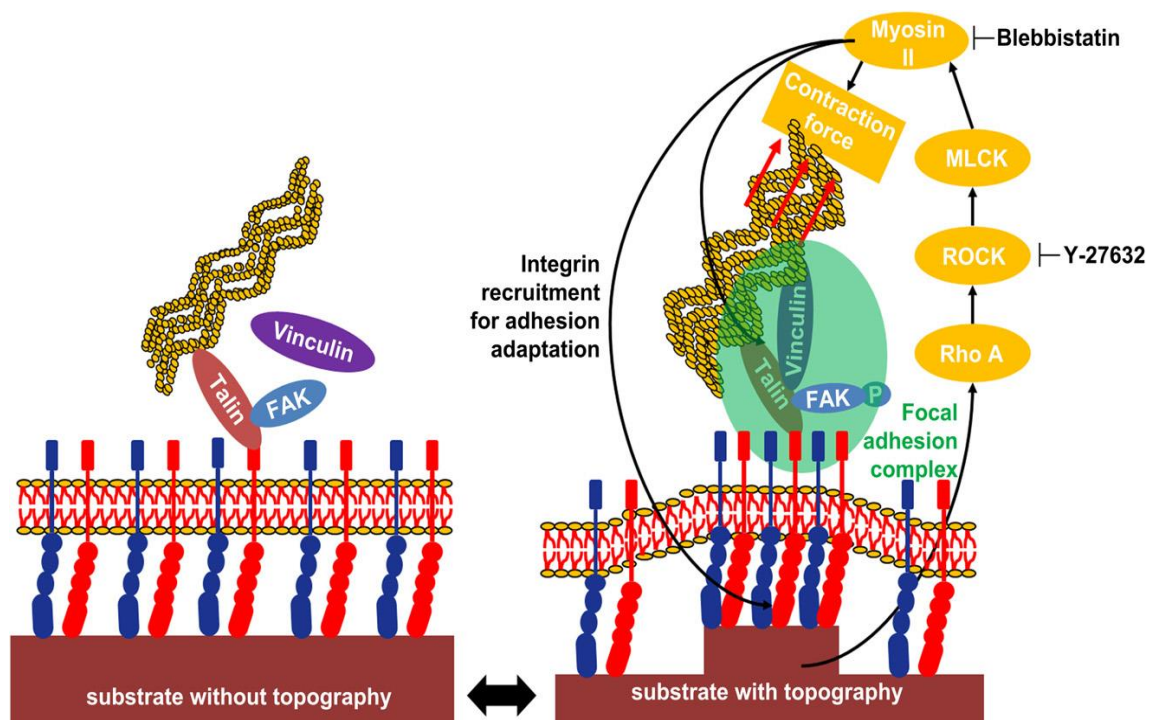 Vinculin
Talin
FAK
substrate without topography
Myosin
II
Blebbistatin
Contraction
force
MLCK
ROCK
Y-27632
Rho A
Integrin
recruitment
for adhesion
adaptation
Vinculin
Talin
FAK
P
Focal
adhesion
complex
substrate with topography